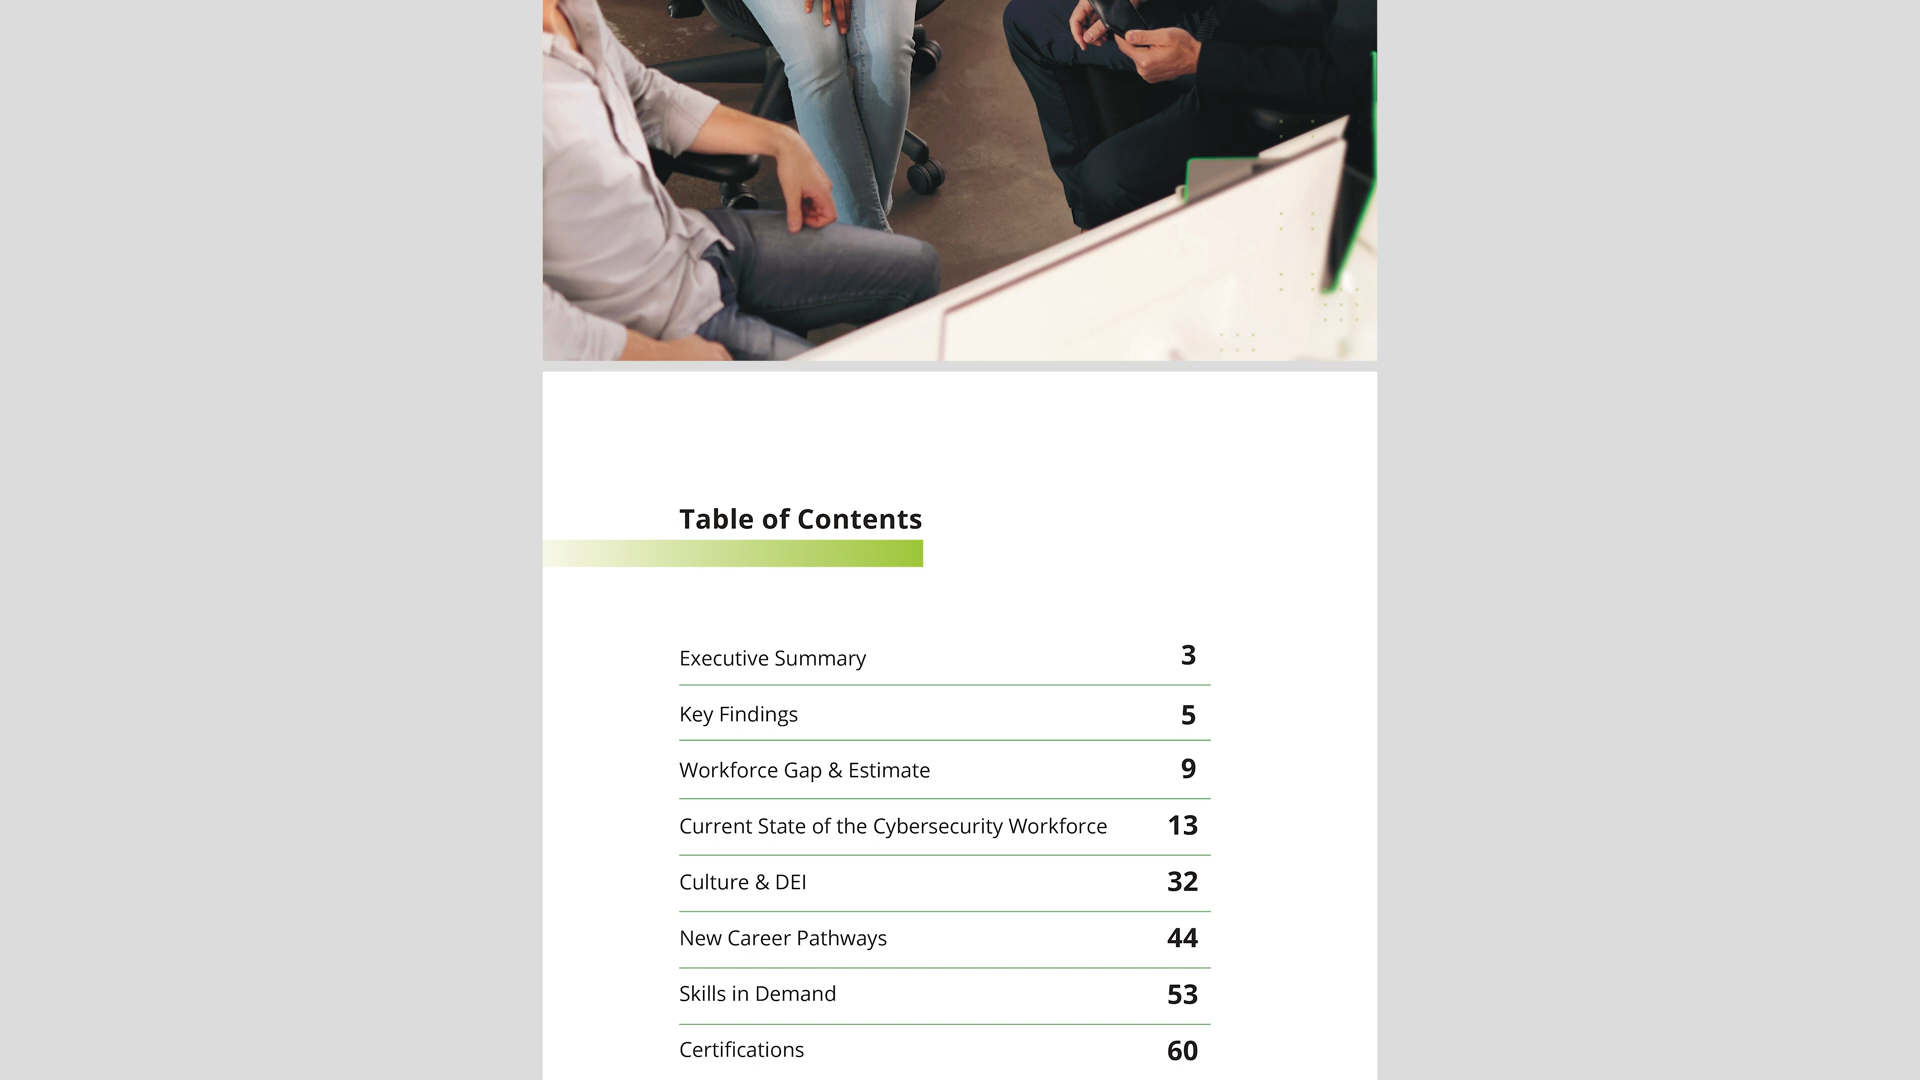 Table of Contents
Executive Summary 3
Key Findings 5
Workforce Gap & Estimate 9
Current State of the Cybersecurity Workforce 13
Culture & DEI 32
New Career Pathways 44
Skills in Demand 53
Certifications 60